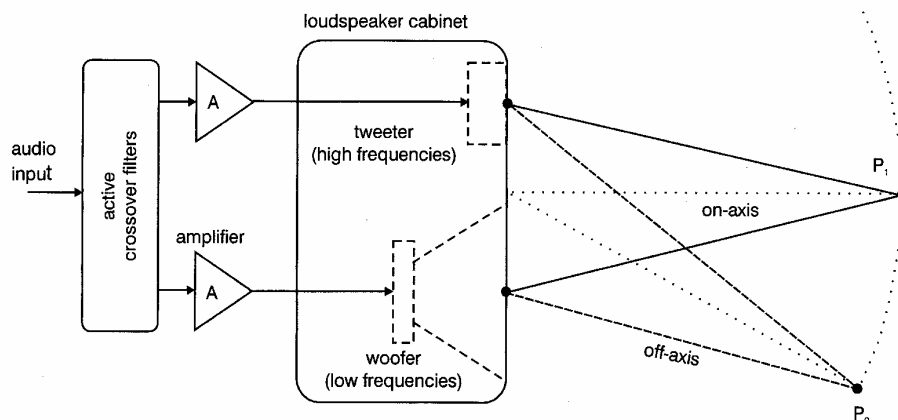 loudspeaker cabinet
A
tweeter
(high frequencies)
audio
input
active
crossover filters
P₁
on-axis
amplifier
A
off-axis
woofer
(low frequencies)